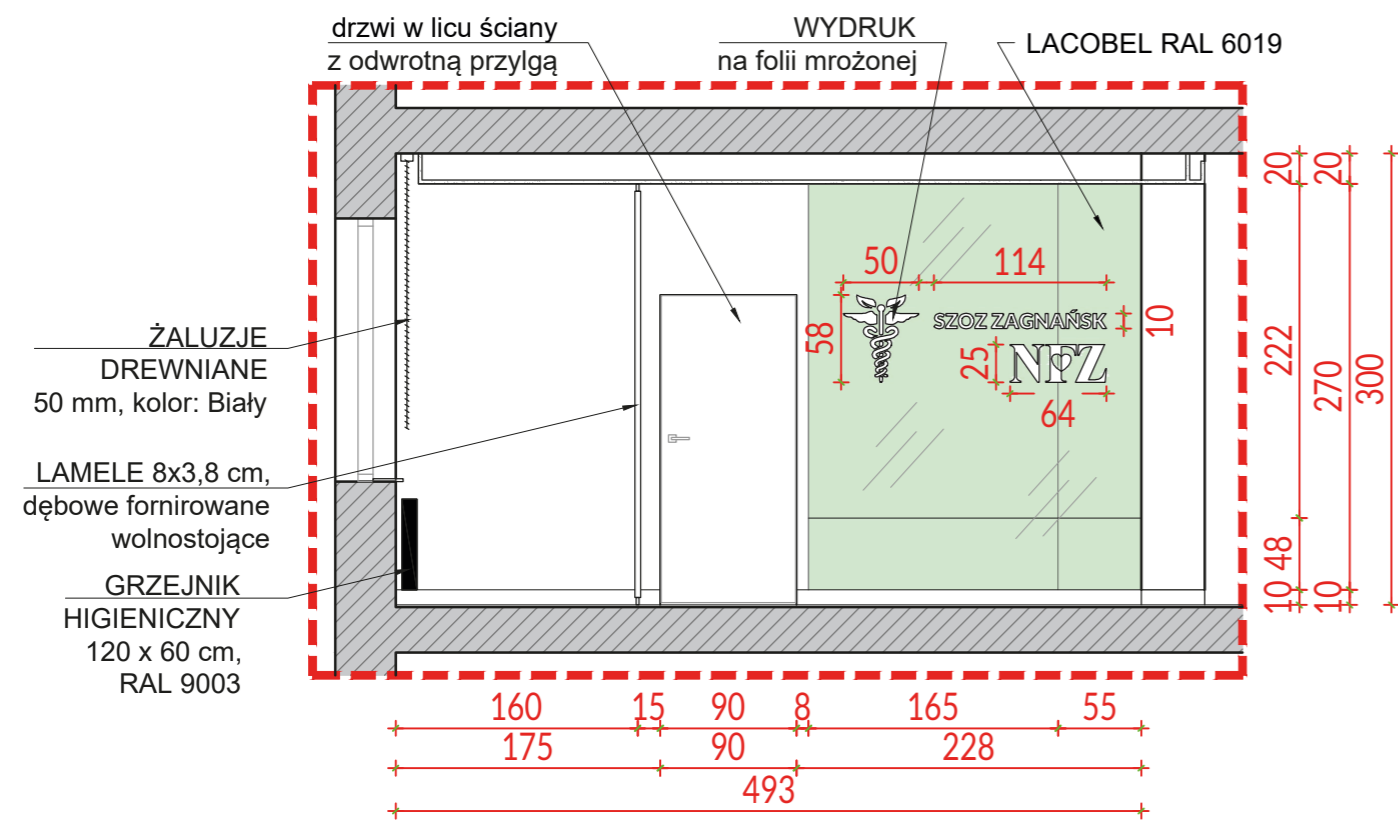 drzwi w licu ściany
z odwrotną przylgą
WYDRUK
na folii mrożonej
LACOBEL RAL 6019
20
20
50
114
58
SZOZ ZAGNAŃSK
10
25
NFZ
64
222
270
300
ŻALUZJE
DREWNIANE
50 mm, kolor: Biały
LAMELE 8x3,8 cm,
dębowe fornirowane
wolnostojące
GRZEJNIK
HIGIENICZNY
120 x 60 cm,
RAL 9003
48
10
10
160
15
90
8
165
55
175
90
228
493